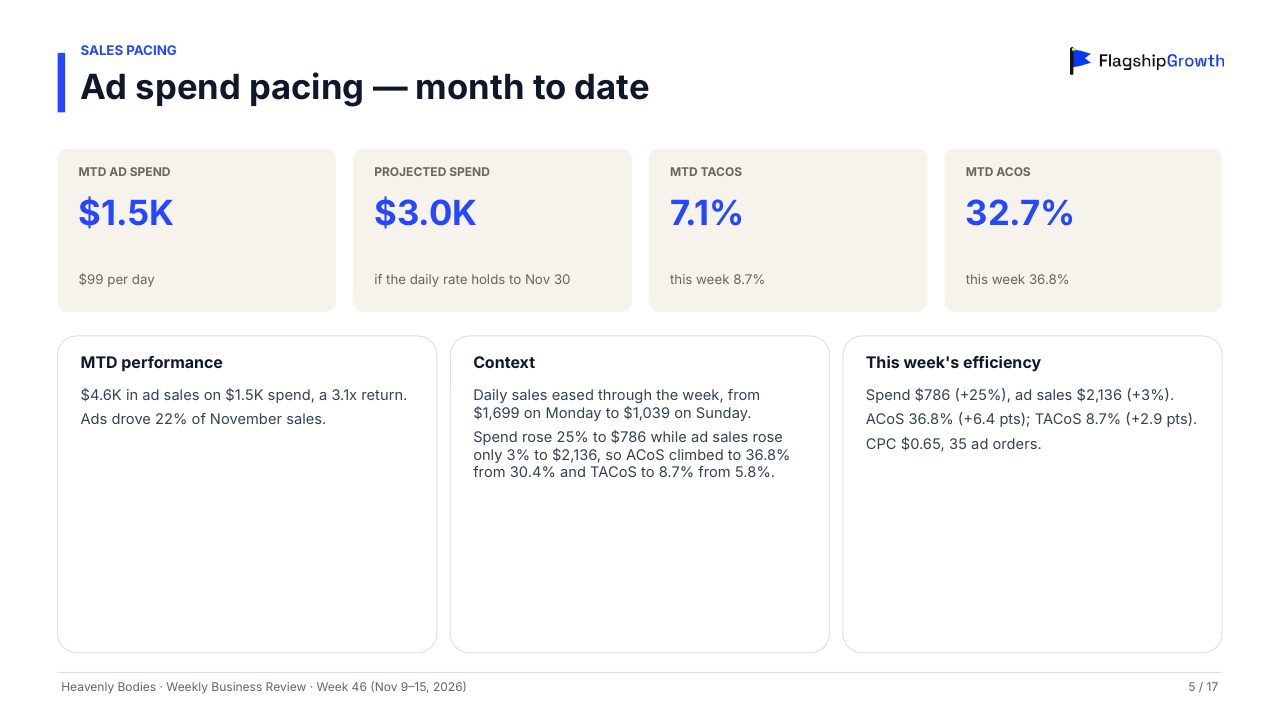 SALES PACING
Ad spend pacing — month to date
FlagshipGrowth
MTD AD SPEND
$1.5K
$99 per day
PROJECTED SPEND
$3.0K
if the daily rate holds to Nov 30
MTD TACOS
7.1%
this week 8.7%
MTD ACOS
32.7%
this week 36.8%
MTD performance
$4.6K in ad sales on $1.5K spend, a 3.1x return.
Ads drove 22% of November sales.
Context
Daily sales eased through the week, from
$1,699 on Monday to $1,039 on Sunday.
Spend rose 25% to $786 while ad sales rose
only 3% to $2,136, so ACoS climbed to 36.8%
from 30.4% and TACoS to 8.7% from 5.8%.
This week's efficiency
Spend $786 (+25%), ad sales $2,136 (+3%).
ACoS 36.8% (+6.4 pts); TACoS 8.7% (+2.9 pts).
CPC $0.65, 35 ad orders.
Heavenly Bodies · Weekly Business Review · Week 46 (Nov 9–15, 2026)
5 / 17